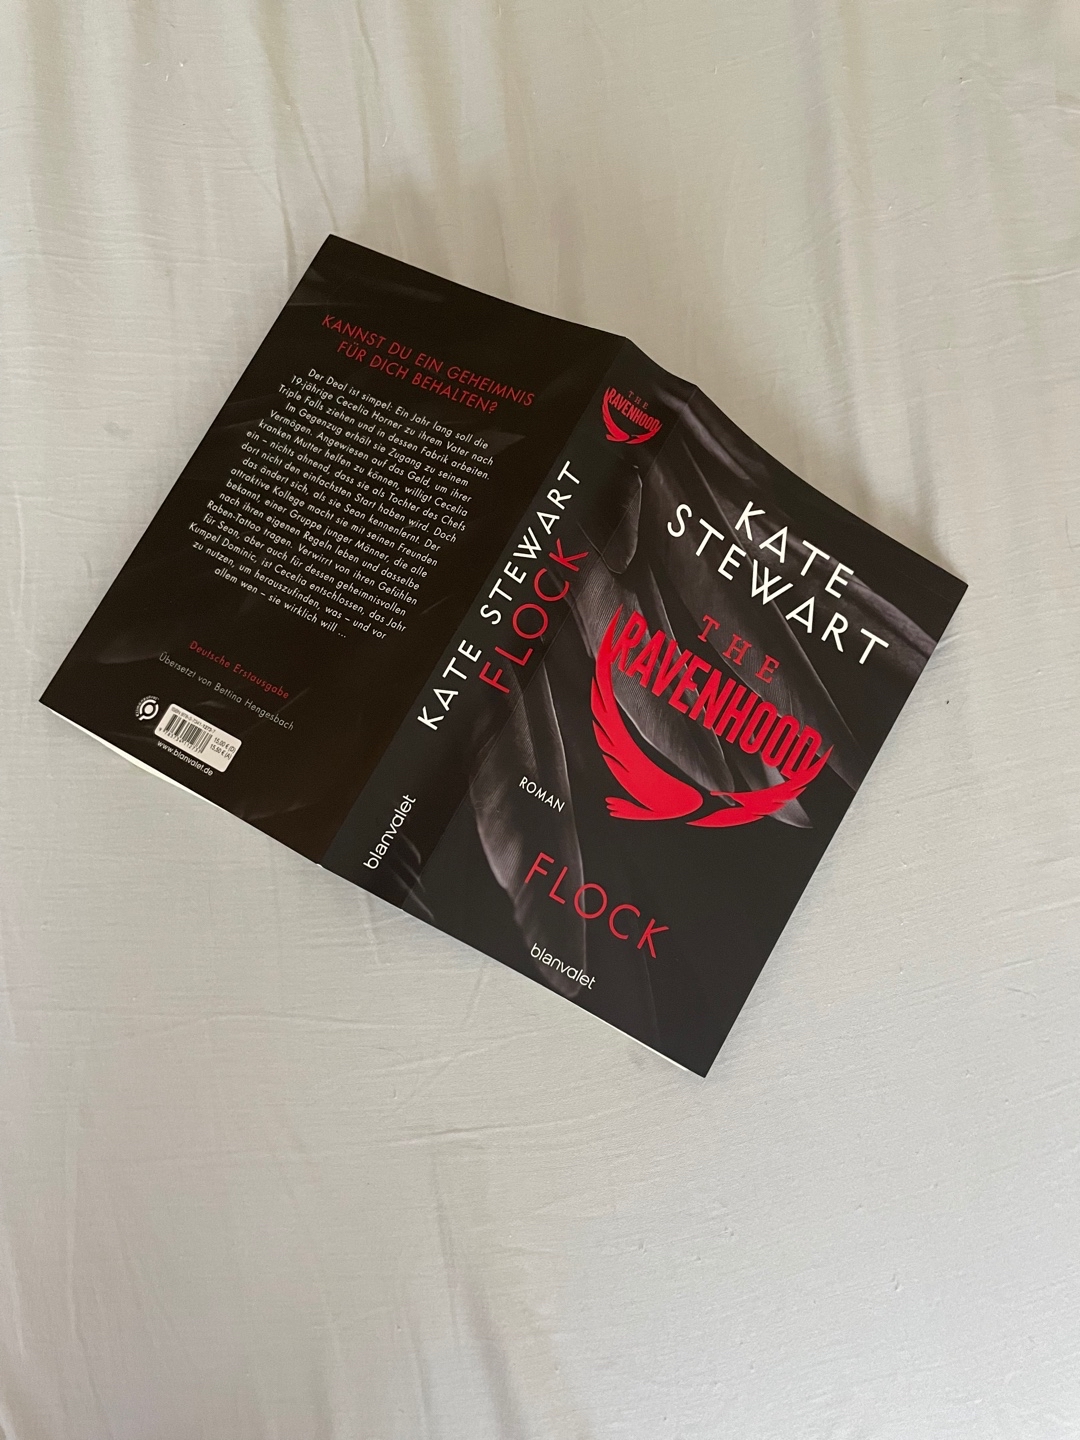 KANNST DU EIN GEHEIMNIS
FÜR DICH BEHALTEN?
Der Deal ist simpel: Ein Jahr lang soll die
19-jährige Cecelia Horner zu ihrem Vater nach
Triple Falls ziehen und in dessen Fabrik arbeiten.
Im Gegenzug erhält sie Zugang zu seinem
Vermögen. Angewiesen auf das Geld, um ihrer
kranken Mutter helfen zu können, willigt Cecelia
ein – nichts ahnend, dass sie als Tochter des Chefs
dort nicht den einfachsten Start haben wird. Doch
das ändert sich, als sie Sean kennenlernt. Der
attraktive Kollege macht sie mit seinen Freunden
bekannt, einer Gruppe junger Männer, die alle
nach ihren eigenen Regeln leben und dasselbe
Raben-Tattoo tragen. Verwirrt von ihren Gefühlen
für Sean, aber auch für dessen geheimnisvollen
Kumpel Dominic, ist Cecelia entschlossen, das Jahr
zu nutzen, um herauszufinden, was – und vor
allem wen – sie wirklich will ...
Deutsche Erstausgabe
Übersetzt von Bettina Hengesbach
15,00 € (D)
15,50 € (A)
www.blanvalet.de
THE
RAVENHOOD
KATE STEWART
FLOCK
blanvalet
KATE
STEWART
THE
RAVENHOOD
ROMAN
FLOCK
blanvalet